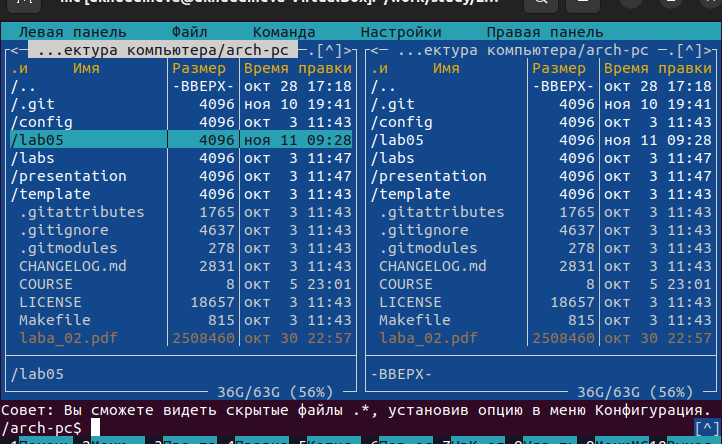 Левая панель Файл Команда Настройки Правая панель
<─ ...ектура компьютера/arch-pc ─.[^]> <─ ...ектура компьютера/arch-pc ─.[^]>
.и Имя Размер Время правки .и Имя Размер Время правки
/.. -ВВЕРХ- окт 28 17:18 /.. -ВВЕРХ- окт 28 17:18
/.git 4096 ноя 10 19:41 /.git 4096 ноя 10 19:41
/config 4096 окт 3 11:43 /config 4096 окт 3 11:43
/lab05 4096 ноя 11 09:28 /lab05 4096 ноя 11 09:28
/labs 4096 окт 3 11:47 /labs 4096 окт 3 11:47
/presentation 4096 окт 3 11:47 /presentation 4096 окт 3 11:47
/template 4096 окт 3 11:43 /template 4096 окт 3 11:43
.gitattributes 1765 окт 3 11:43 .gitattributes 1765 окт 3 11:43
.gitignore 4637 окт 3 11:43 .gitignore 4637 окт 3 11:43
.gitmodules 278 окт 3 11:43 .gitmodules 278 окт 3 11:43
CHANGELOG.md 2831 окт 3 11:43 CHANGELOG.md 2831 окт 3 11:43
COURSE 8 окт 5 23:01 COURSE 8 окт 5 23:01
LICENSE 18657 окт 3 11:43 LICENSE 18657 окт 3 11:43
Makefile 815 окт 3 11:43 Makefile 815 окт 3 11:43
laba_02.pdf 2508460 окт 30 22:57 laba_02.pdf 2508460 окт 30 22:57
/lab05 -ВВЕРХ-
36G/63G (56%) 36G/63G (56%)
Совет: Вы сможете видеть скрытые файлы .*, установив опцию в меню Конфигурация.
/arch-pc$ [^]